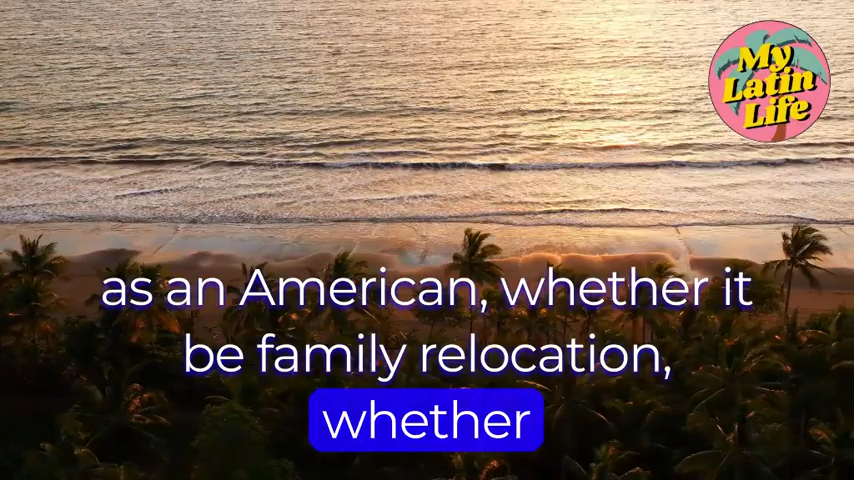 My
Latin
Life
as an American, whether it
be family relocation,
whether